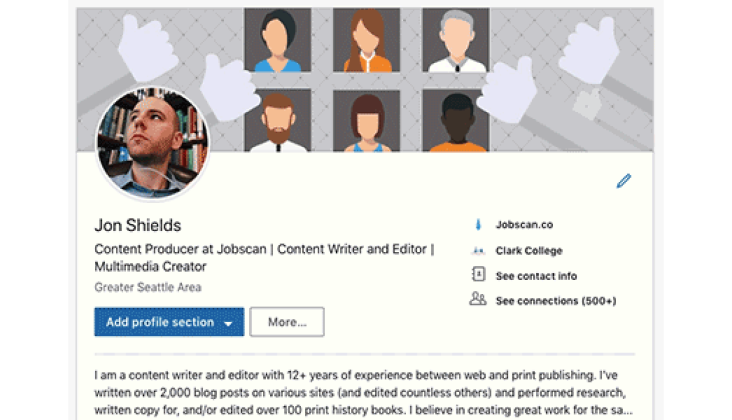 Jon Shields
Content Producer at Jobscan | Content Writer and Editor |
Multimedia Creator
Greater Seattle Area
Add profile section
More...
Jobscan.co
Clark College
See contact info
See connections (500+)
I am a content writer and editor with 12+ years of experience between web and print publishing. I've
written over 2,000 blog posts on various sites (and edited countless others) and performed research,
written copy for, and/or edited over 100 print history books. I believe in creating great work for the sa...